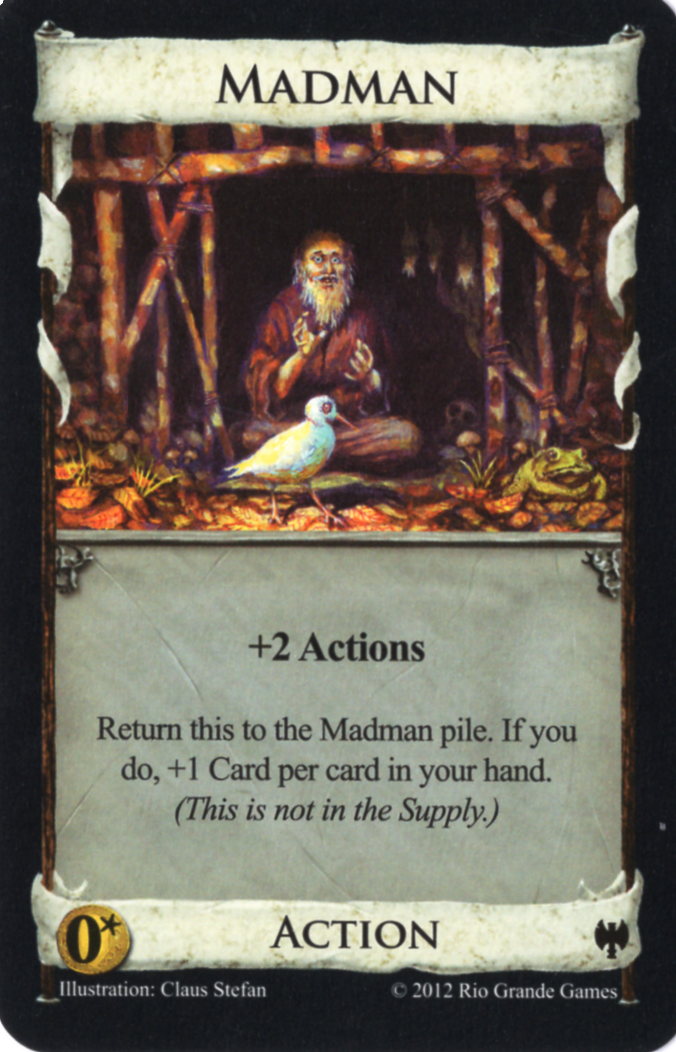 MADMAN
+2 Actions
Return this to the Madman pile. If you
do, +1 Card per card in your hand.
(This is not in the Supply.)
0*
ACTION
Illustration: Claus Stefan
© 2012 Rio Grande Games